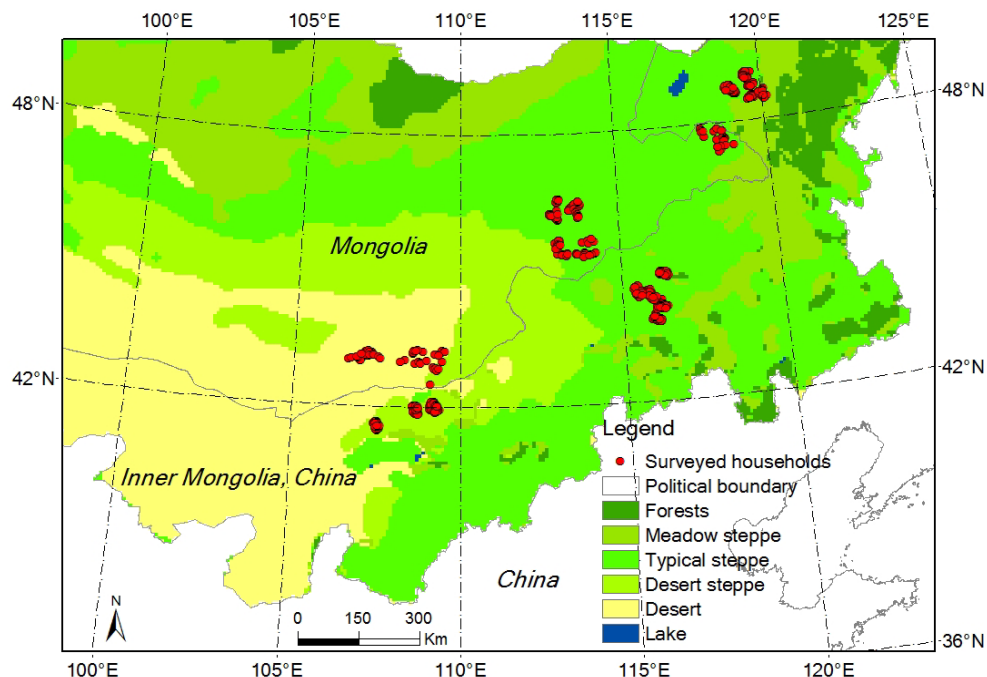 100°E 105°E 110°E 115°E 120°E 125°E
48°N 48°N
Mongolia
42°N 42°N
Legend
Surveyed households
Inner Mongolia, China
Political boundary
Forests
Meadow steppe
Typical steppe
China
Desert steppe
Desert
N
0 150 300
Km
Lake
36°N
100°E 105°E 110°E 115°E 120°E